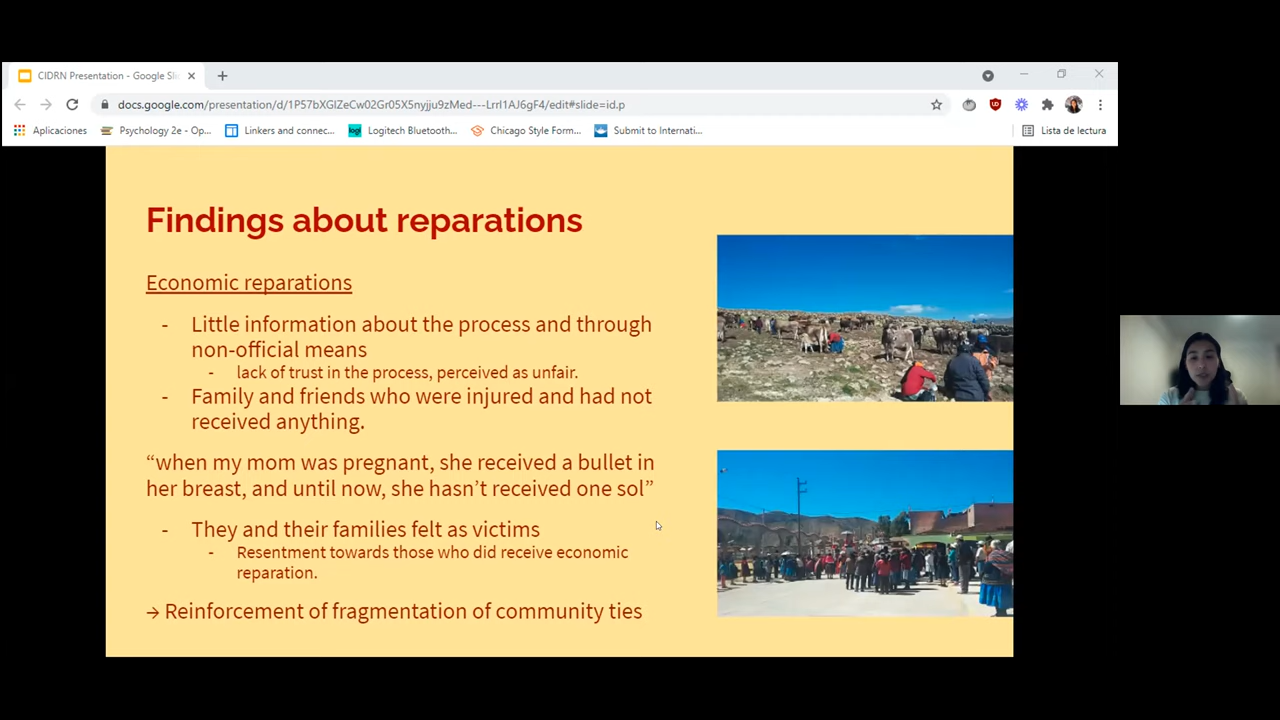 CIDRN Presentation - Google Sli
docs.google.com/presentation/d/1P57bXGlZeCw02Gr05X5nyjju9zMed---LrrI1AJ6gF4/edit#slide=id.p
Aplicaciones
Psychology 2e - Op...
Linkers and connec...
Logitech Bluetooth...
Chicago Style Form...
Submit to Internati...
Lista de lectura
Findings about reparations
Economic reparations
- Little information about the process and through
non-official means
- lack of trust in the process, perceived as unfair.
- Family and friends who were injured and had not
received anything.
“when my mom was pregnant, she received a bullet in
her breast, and until now, she hasn’t received one sol”
- They and their families felt as victims
- Resentment towards those who did receive economic
reparation.
→ Reinforcement of fragmentation of community ties